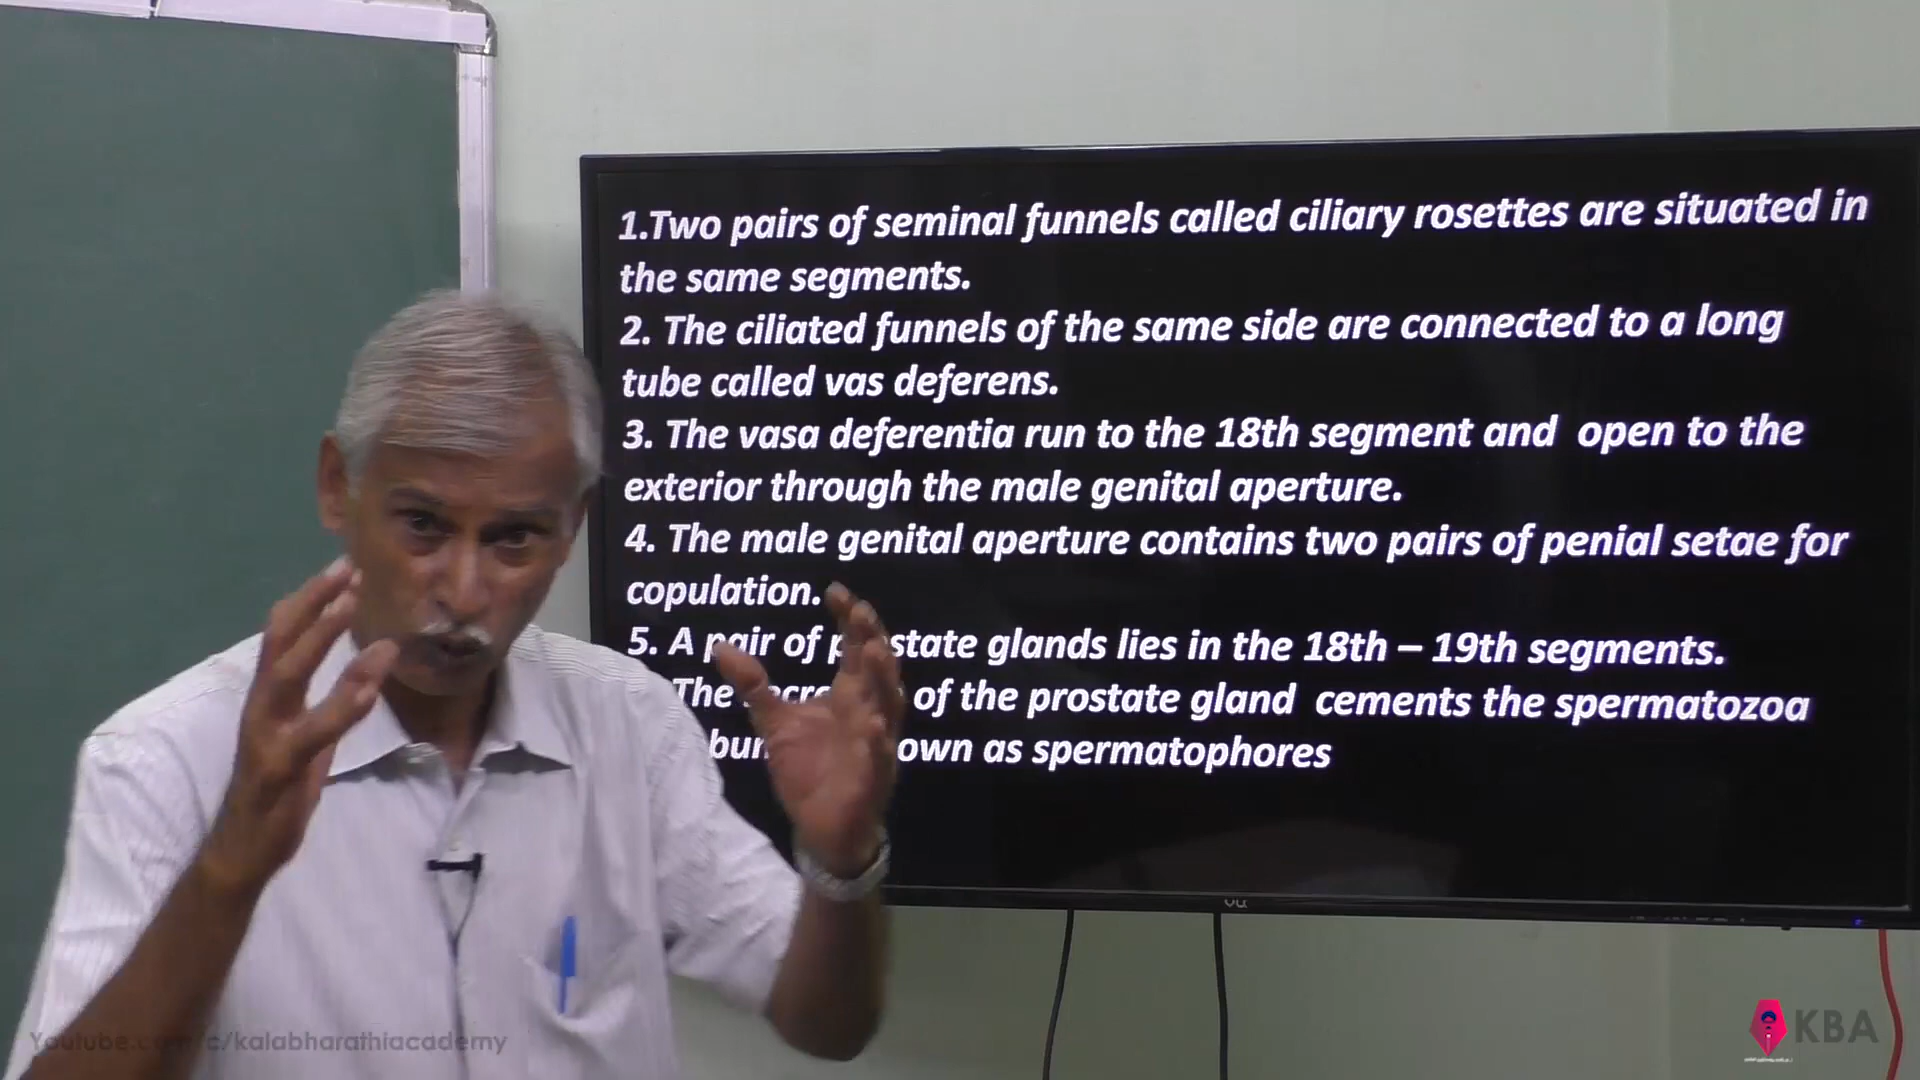 1.Two pairs of seminal funnels called ciliary rosettes are situated in
the same segments.
2. The ciliated funnels of the same side are connected to a long
tube called vas deferens.
3. The vasa deferentia run to the 18th segment and open to the
exterior through the male genital aperture.
4. The male genital aperture contains two pairs of penial setae for
copulation.
5. A pair of prostate glands lies in the 18th – 19th segments.
The of the prostate gland cements the spermatozoa
as spermatophores
Youtube.com/c/kalabharathiacademy
KBA